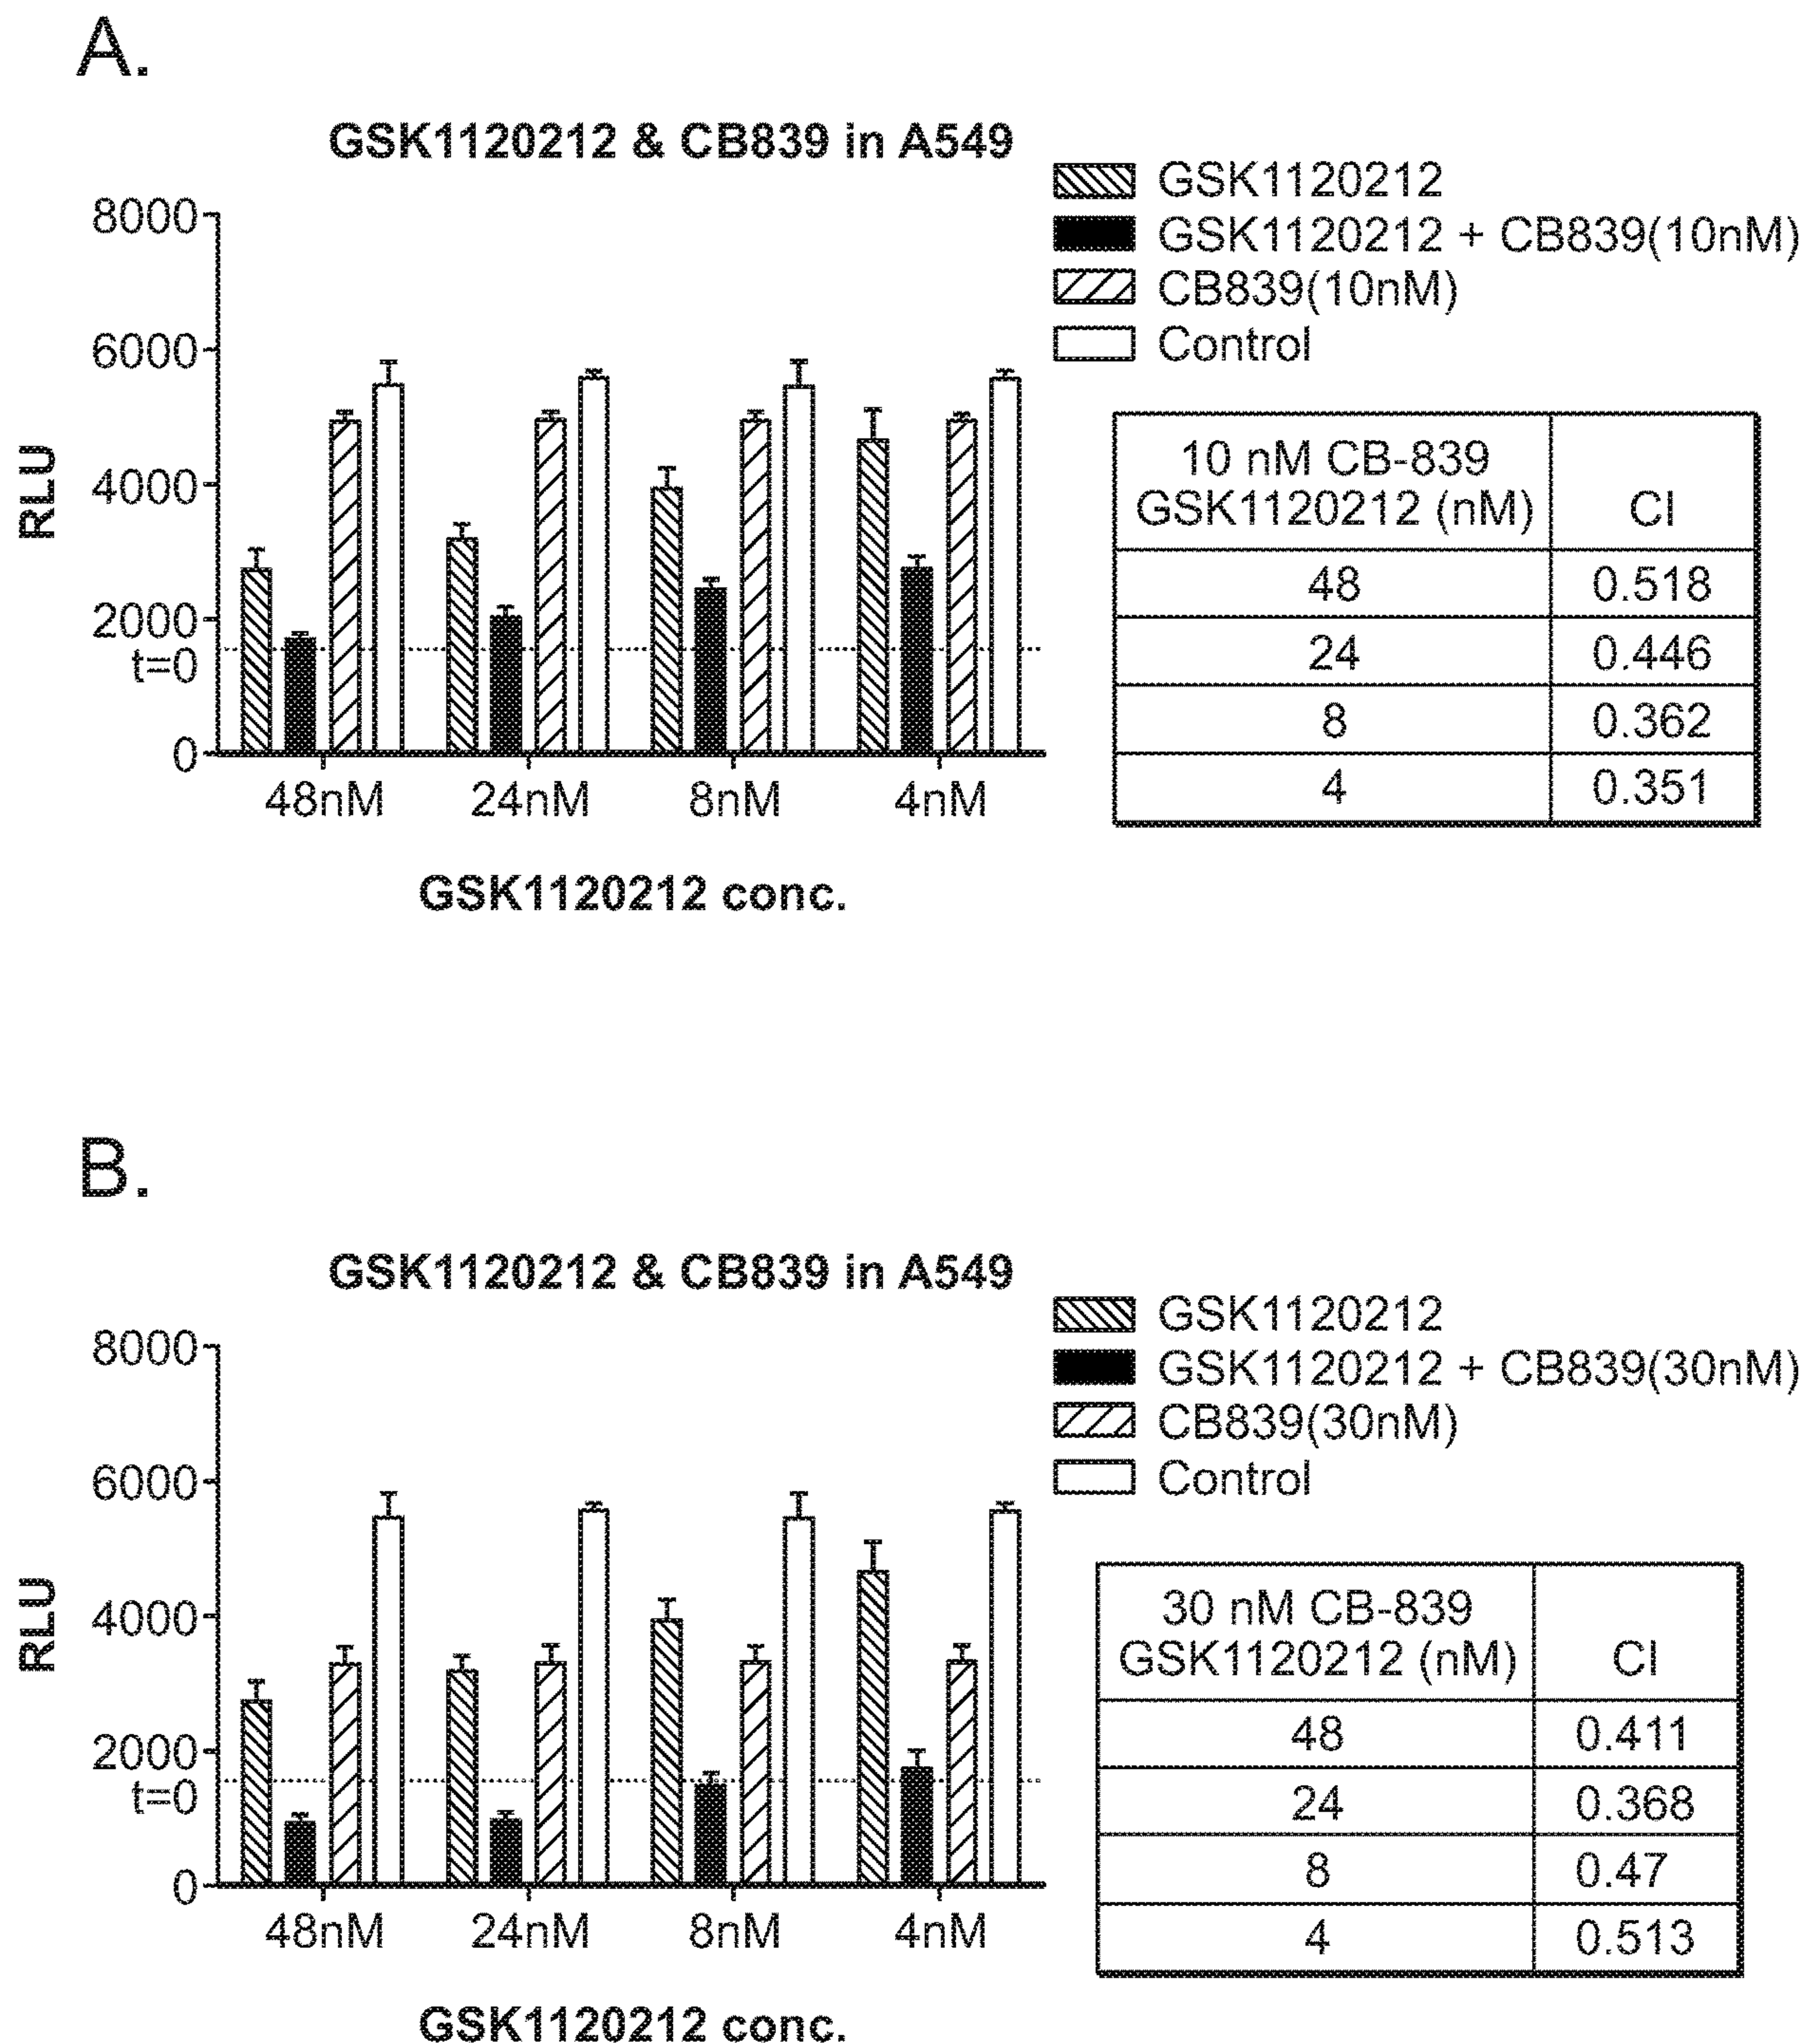 A.
GSK1120212 & CB839 in A549
GSK1120212
GSK1120212 + CB839(10nM)
CB839(10nM)
Control
RLU
8000
6000
4000
2000
t=0
0
48nM 24nM 8nM 4nM
GSK1120212 conc.
10 nM CB-839
GSK1120212 (nM) CI
48 0.518
24 0.446
8 0.362
4 0.351
B.
GSK1120212 & CB839 in A549
GSK1120212
GSK1120212 + CB839(30nM)
CB839(30nM)
Control
RLU
8000
6000
4000
2000
t=0
0
48nM 24nM 8nM 4nM
GSK1120212 conc.
30 nM CB-839
GSK1120212 (nM) CI
48 0.411
24 0.368
8 0.47
4 0.513